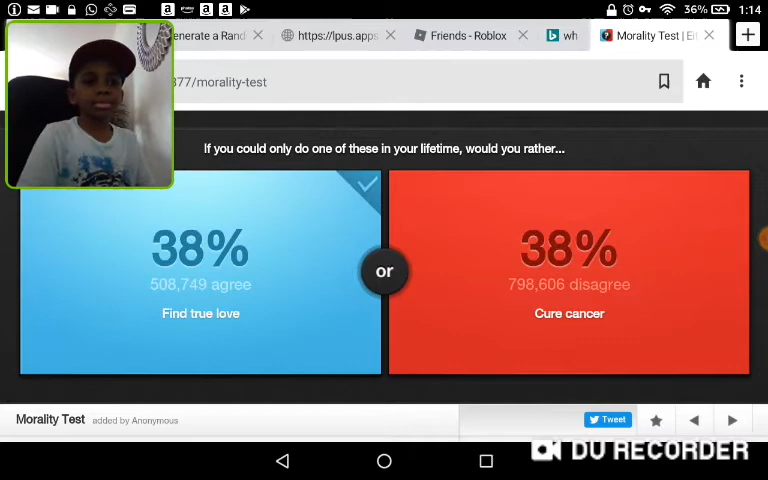 36% 1:14
enerate a Rand
https://lpus.apps
Friends - Roblox
wh
Morality Test | Eit
377/morality-test
If you could only do one of these in your lifetime, would you rather...
38%
508,749 agree
Find true love
or
38%
798,606 disagree
Cure cancer
Morality Test added by Anonymous
Tweet
DU RECORDER